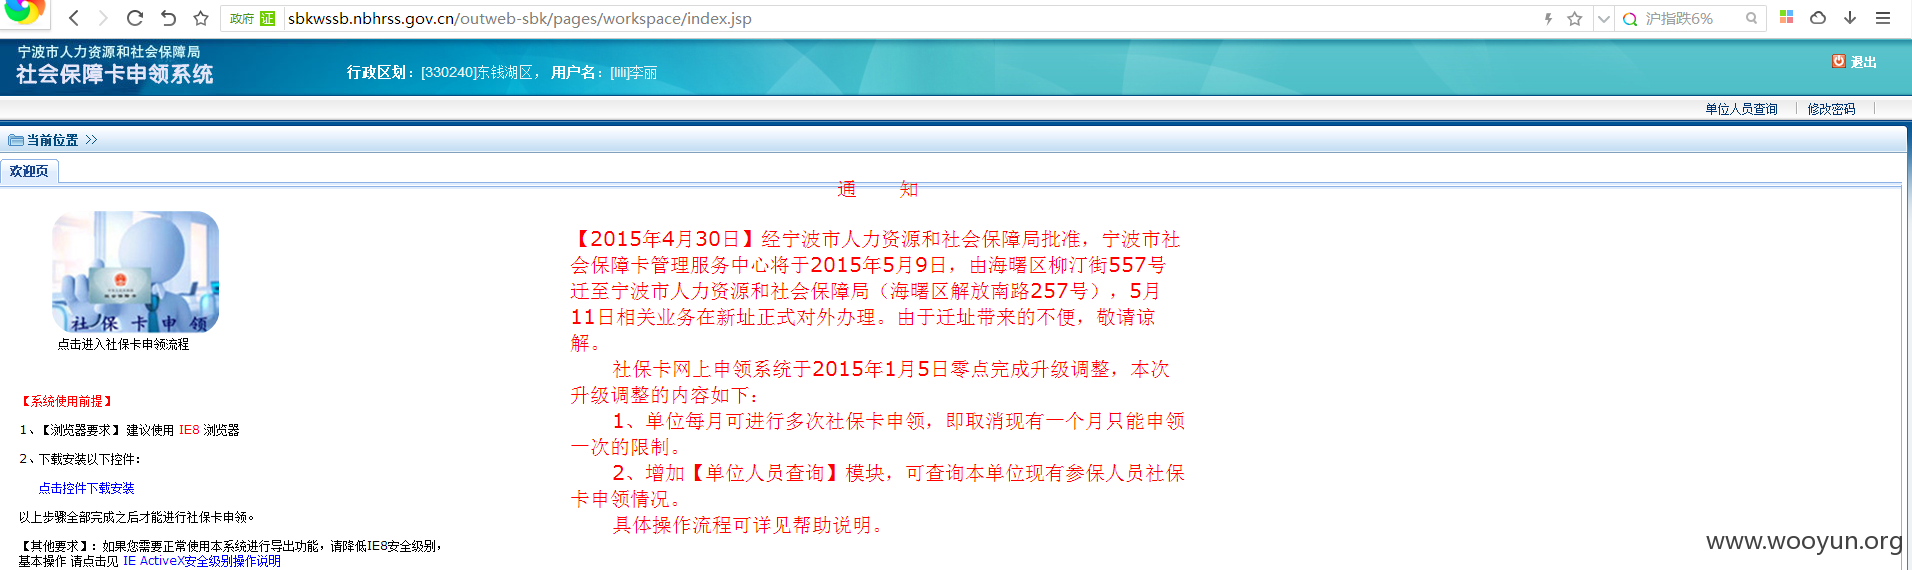 政府 证 sbkwssb.nbhrss.gov.cn/outweb-sbk/pages/workspace/index.jsp 沪指跌6%
宁波市人力资源和社会保障局
社会保障卡申领系统
行政区划：[330240]东钱湖区，用户名：[lili]李丽
退出
单位人员查询 修改密码
当前位置 >>
欢迎页
通 知
【2015年4月30日】经宁波市人力资源和社会保障局批准，宁波市社
会保障卡管理服务中心将于2015年5月9日，由海曙区柳汀街557号
迁至宁波市人力资源和社会保障局（海曙区解放南路257号），5月
11日相关业务在新址正式对外办理。由于迁址带来的不便，敬请谅
解。
社保卡网上申领系统于2015年1月5日零点完成升级调整，本次
升级调整的内容如下：
1、单位每月可进行多次社保卡申领，即取消现有一个月只能申领
一次的限制。
2、增加【单位人员查询】模块，可查询本单位现有参保人员社保
卡申领情况。
具体操作流程可详见帮助说明。
社保卡申领
点击进入社保卡申领流程
【系统使用前提】
1、【浏览器要求】建议使用 IE8 浏览器
2、下载安装以下控件：
点击控件下载安装
以上步骤全部完成之后才能进行社保卡申领。
【其他要求】：如果您需要正常使用本系统进行导出功能，请降低IE8安全级别，
基本操作 请点击见 IE ActiveX安全级别操作说明
www.wooyun.org